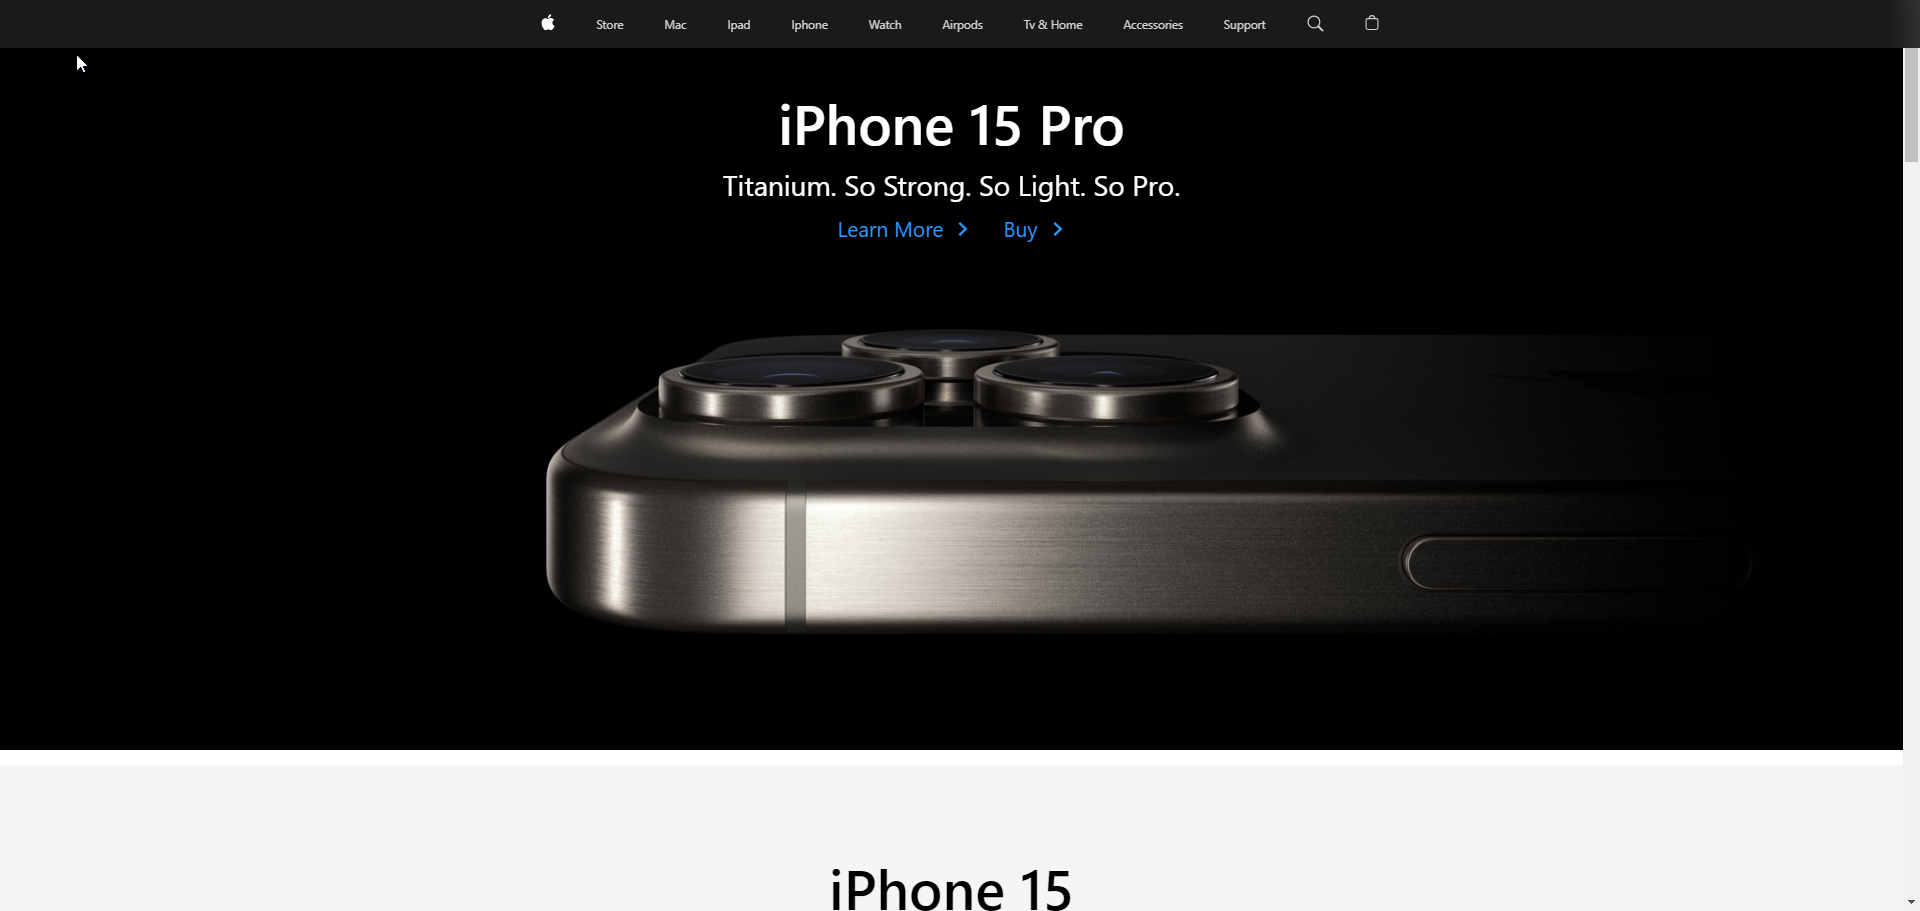 Store Mac Ipad Iphone Watch Airpods Tv & Home Accessories Support
iPhone 15 Pro
Titanium. So Strong. So Light. So Pro.
Learn More Buy
iPhone 15